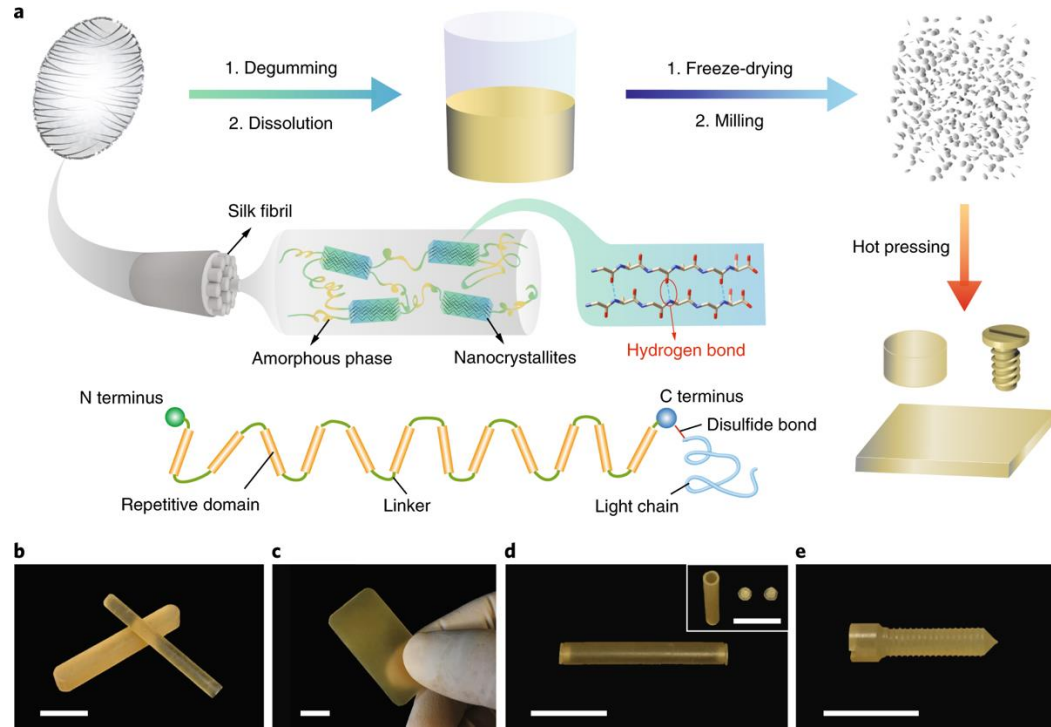 a
1. Degumming
2. Dissolution
1. Freeze-drying
2. Milling
Silk fibril
Hot pressing
Amorphous phase
Nanocrystallites
Hydrogen bond
N terminus
C terminus
Disulfide bond
Repetitive domain
Linker
Light chain
b
c
d
e